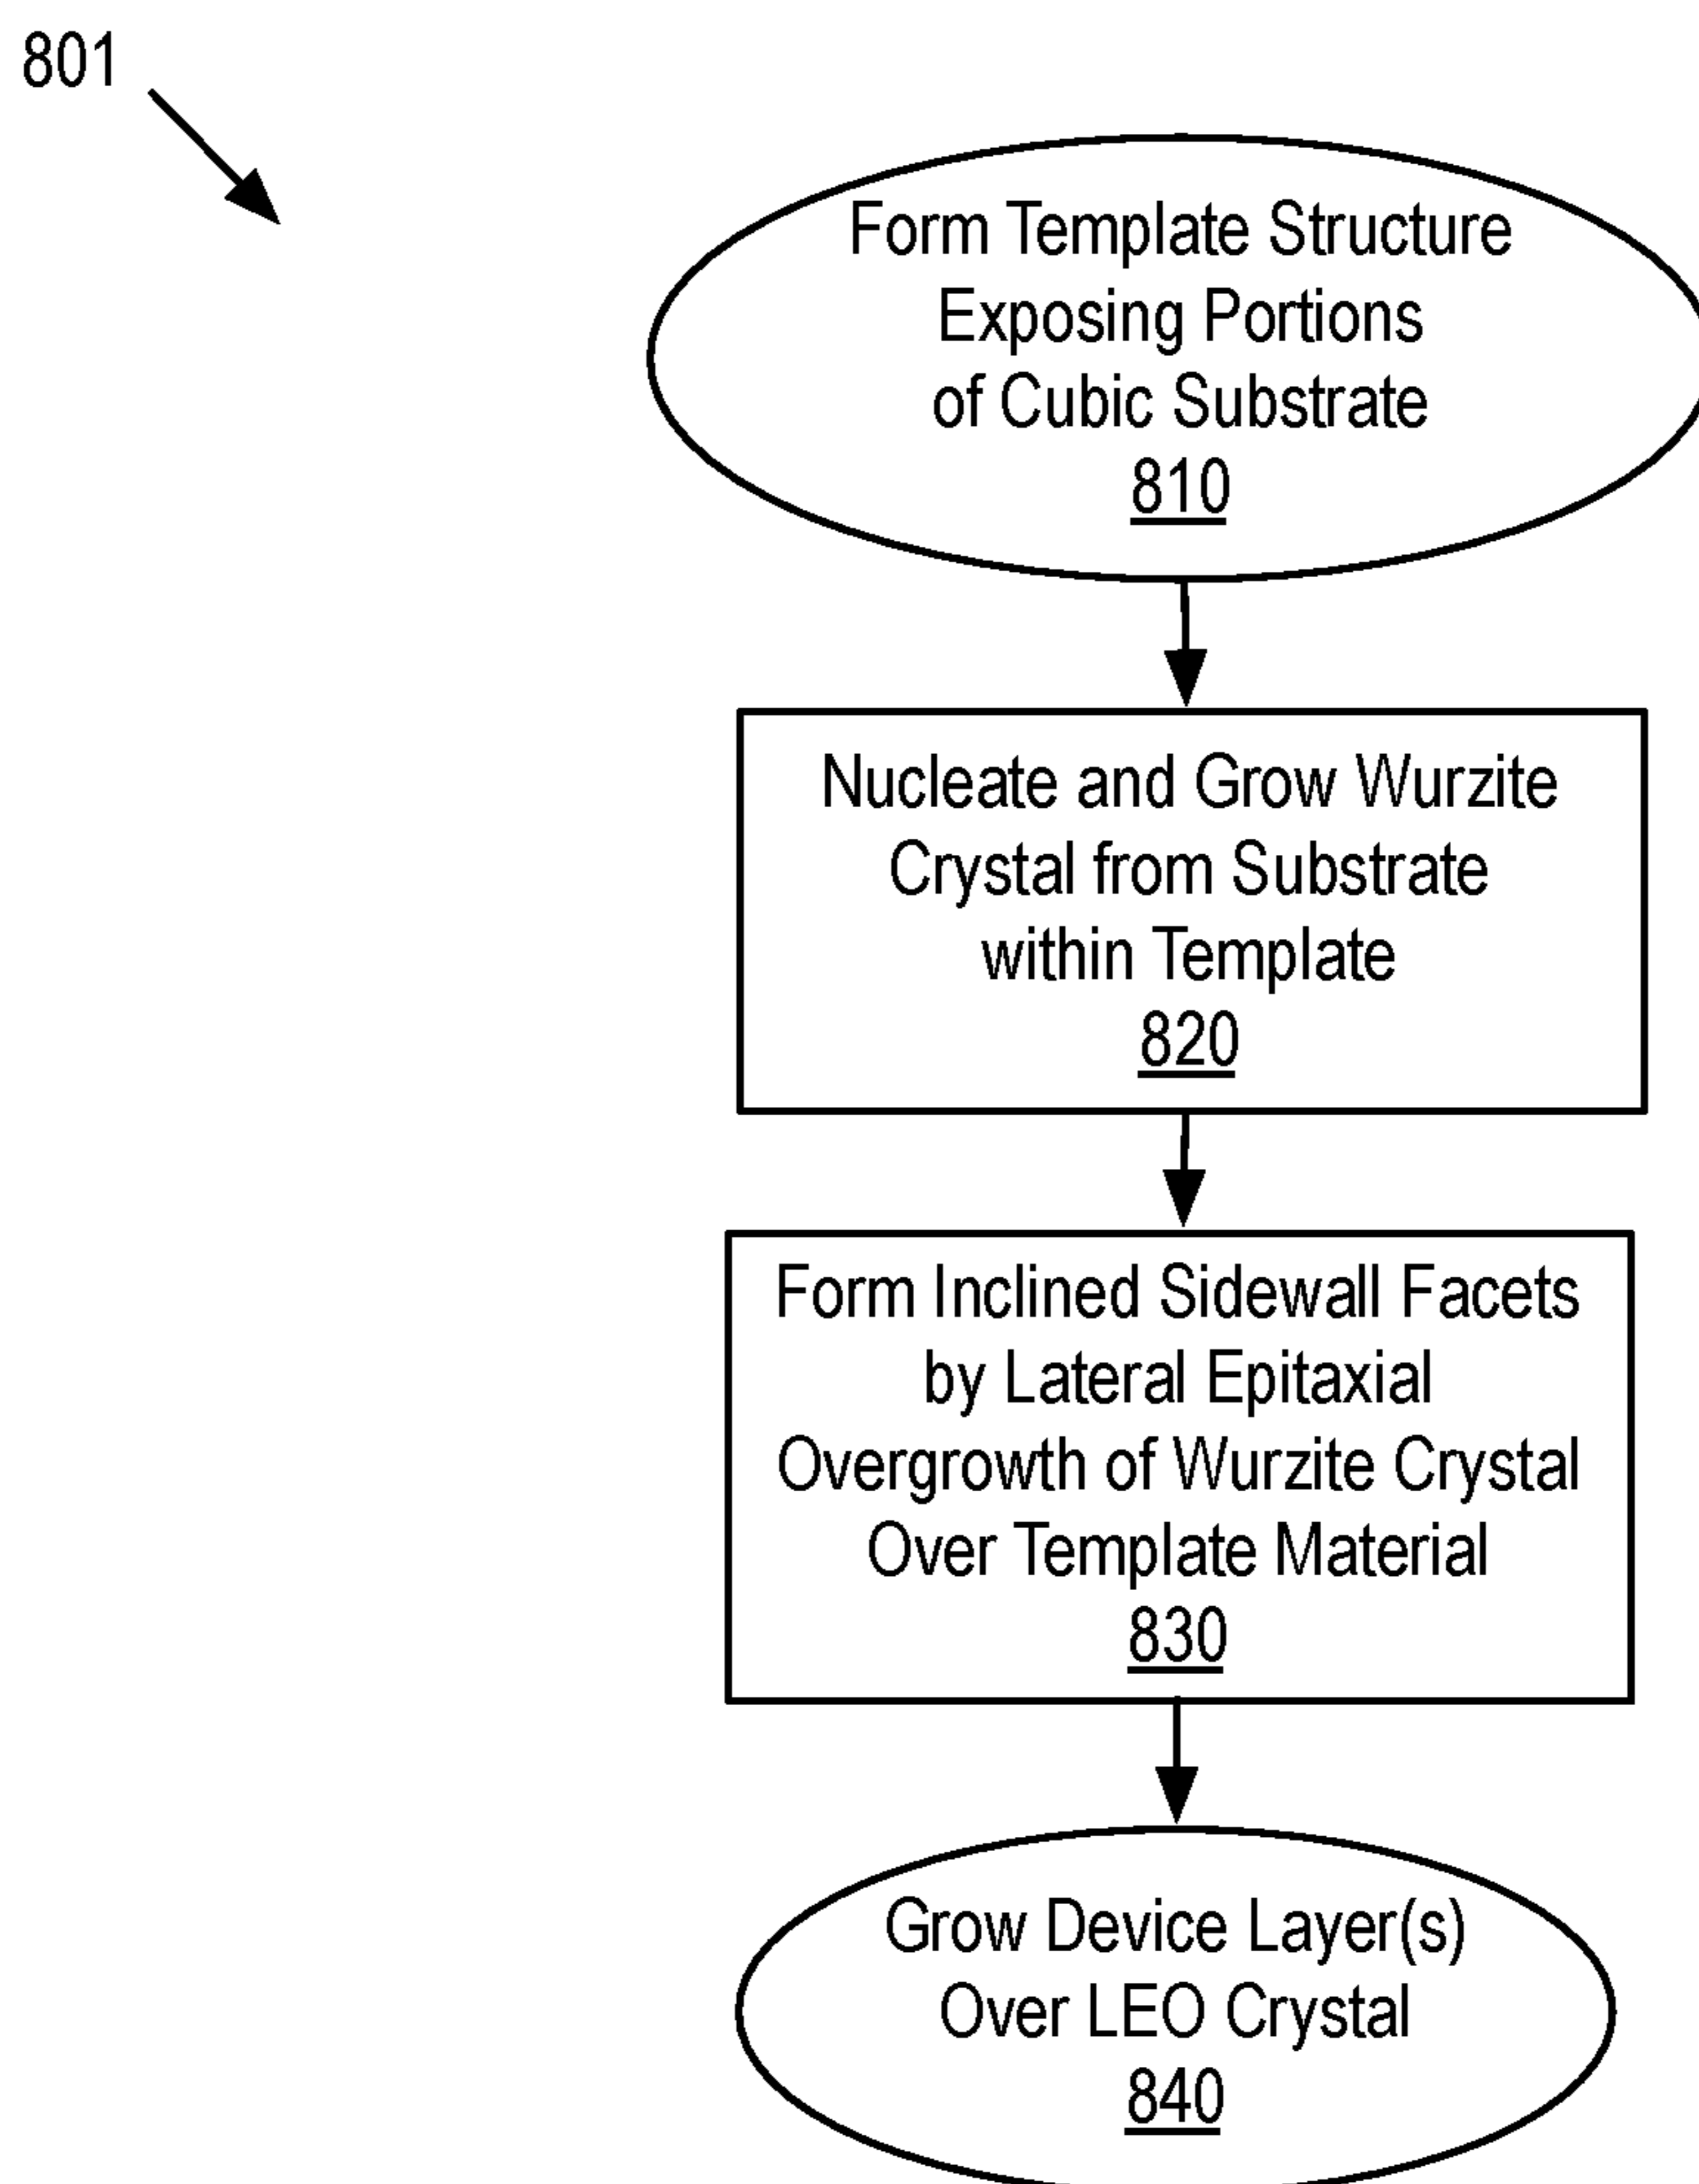 801
Form Template Structure
Exposing Portions
of Cubic Substrate
810
Nucleate and Grow Wurzite
Crystal from Substrate
within Template
820
Form Inclined Sidewall Facets
by Lateral Epitaxial
Overgrowth of Wurzite Crystal
Over Template Material
830
Grow Device Layer(s)
Over LEO Crystal
840